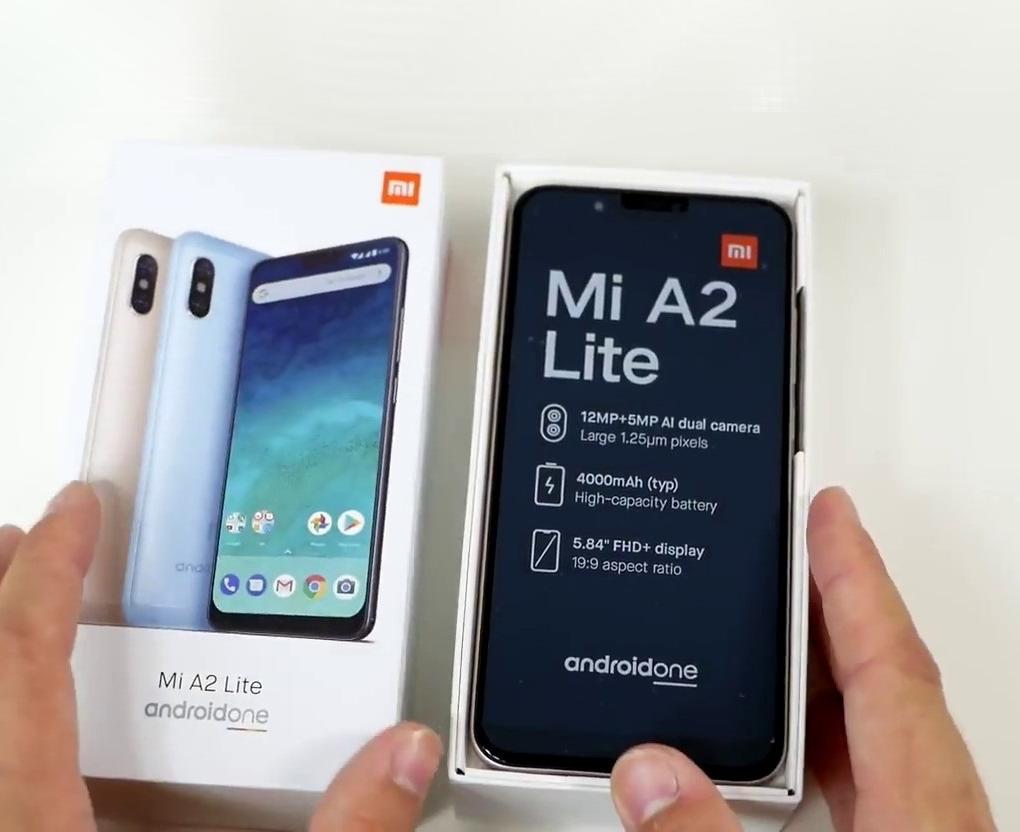 mi
Mi A2 Lite
androidone
mi
Mi A2
Lite
12MP+5MP AI dual camera
Large 1.25μm pixels
4000mAh (typ)
High-capacity battery
5.84" FHD+ display
19:9 aspect ratio
androidone